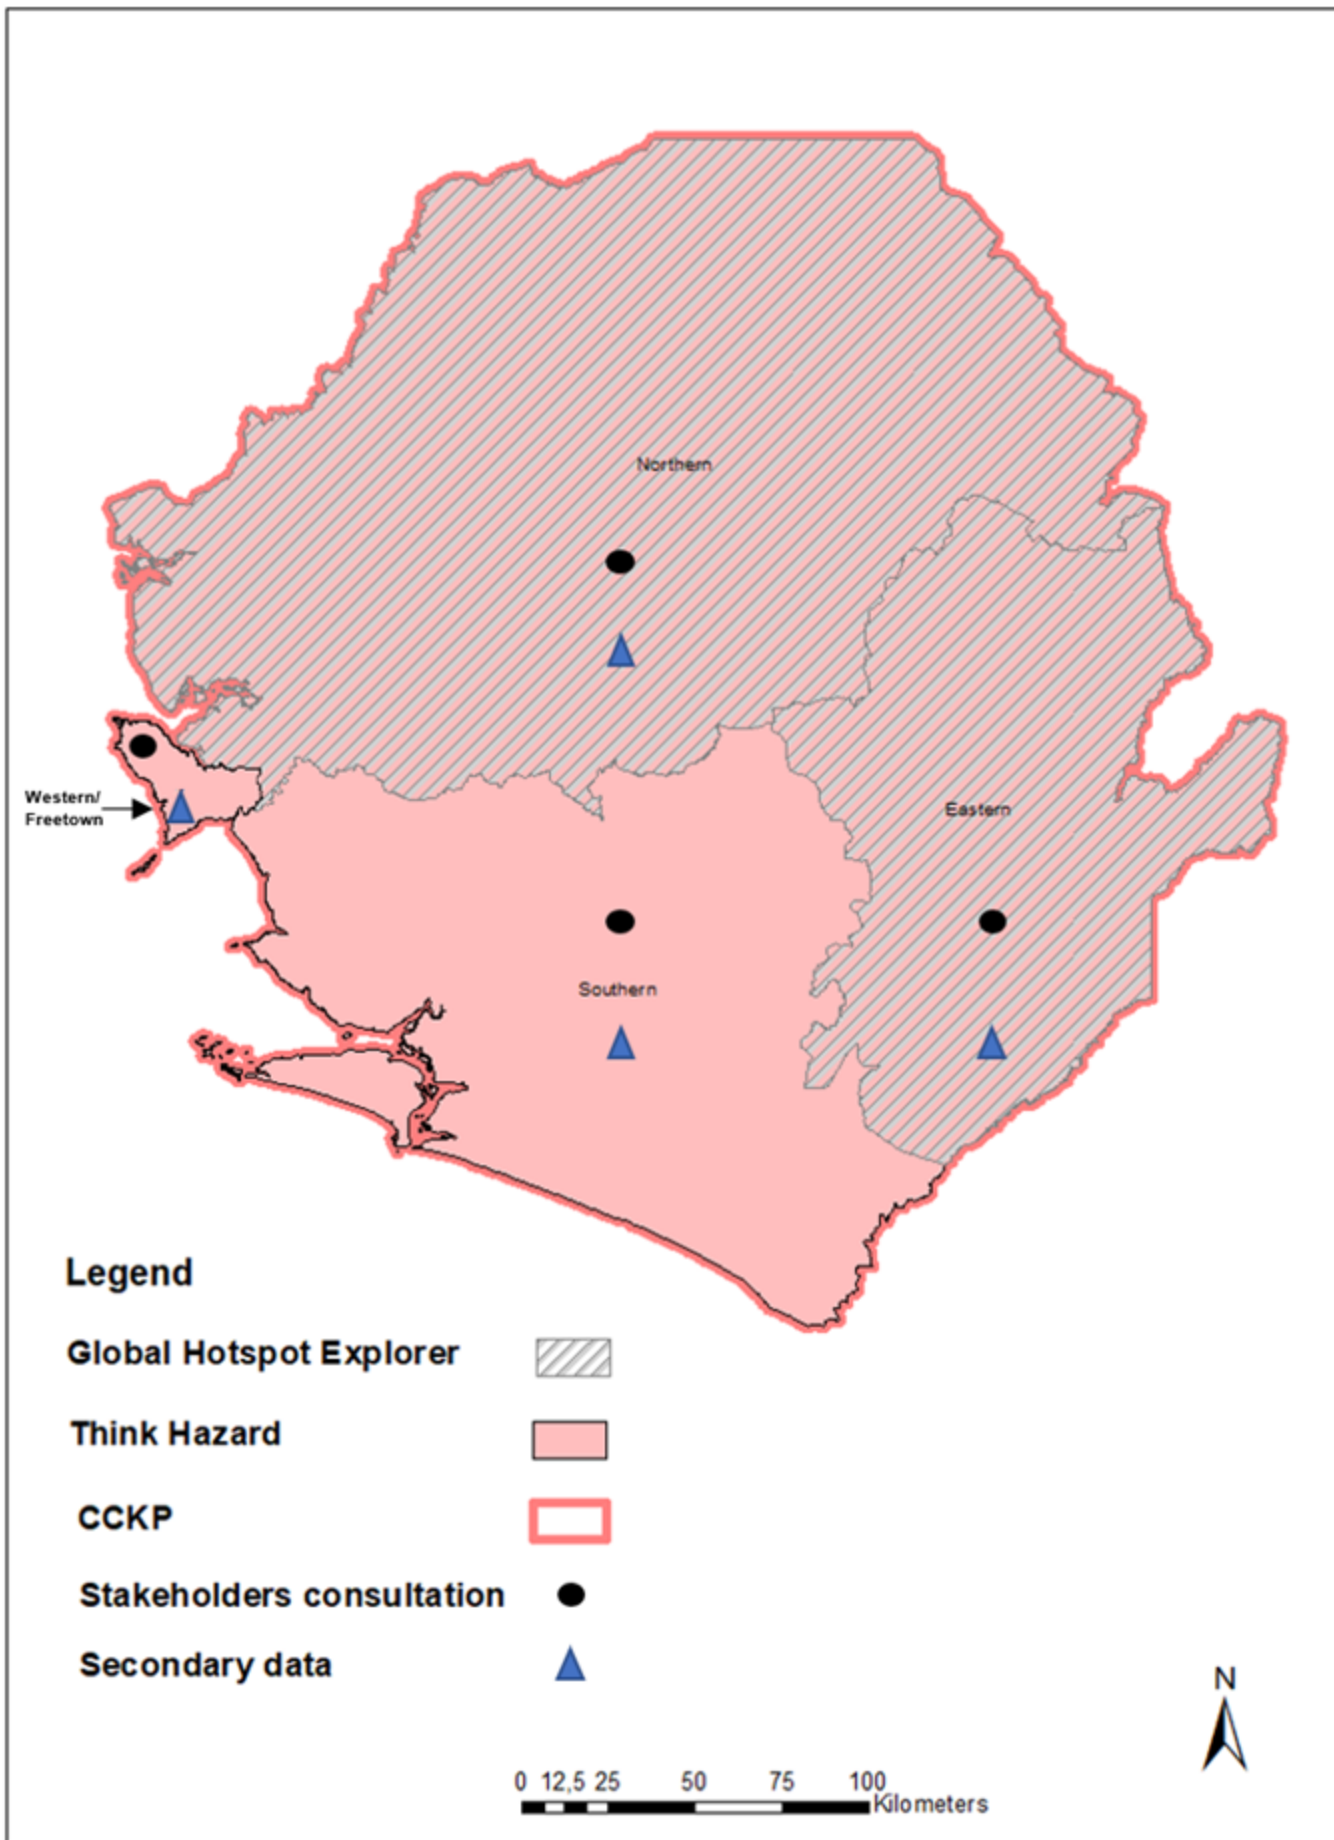 Northern
Western/
Freetown
Eastern
Southern
Legend
Global Hotspot Explorer
Think Hazard
CCKP
Stakeholders consultation
Secondary data
N
0 12,5 25 50 75 100
Kilometers